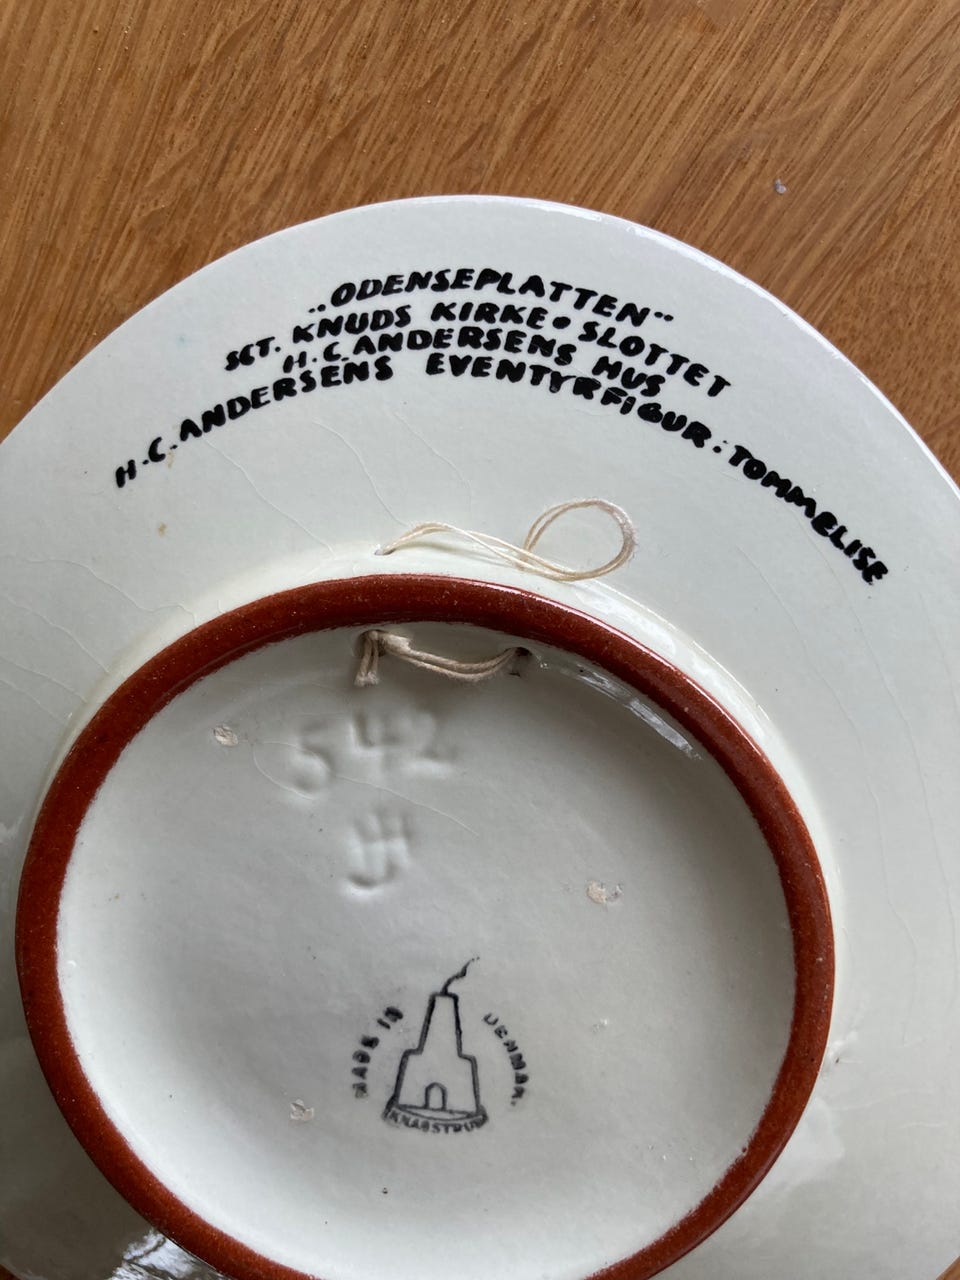 „ODENSEPLATTEN"
SCT. KNUDS KIRKE • SLOTTET
H.C. ANDERSENS HUS
H.C. ANDERSENS EVENTYRFIGUR: TOMMELISE
542
MADE IN DENMARK
KNABSTRUP